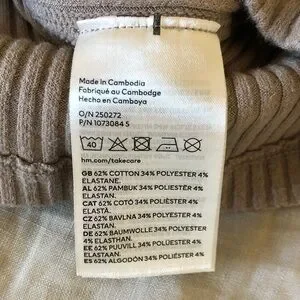 Made in Cambodia
Fabriqué au Cambodge
Hecho en Camboya
O/N 250272
P/N 1073084 5
40
hm.com/takecare
GB 62% COTTON 34% POLYESTER 4%
ELASTANE.
AL 62% PAMBUK 34% POLIESTËR 4%
ELASTAN.
CAT 62% COTÓ 34% POLIÈSTER 4%
ELASTÀ.
CZ 62% BAVLNA 34% POLYESTER 4%
ELASTAN.
DE 62% BAUMWOLLE 34% POLYESTER
4% ELASTHAN.
EE 62% PUUVILL 34% POLÜESTER 4%
ELASTAAN.
ES 62% ALGODÓN 34% POLIÉSTER 4%